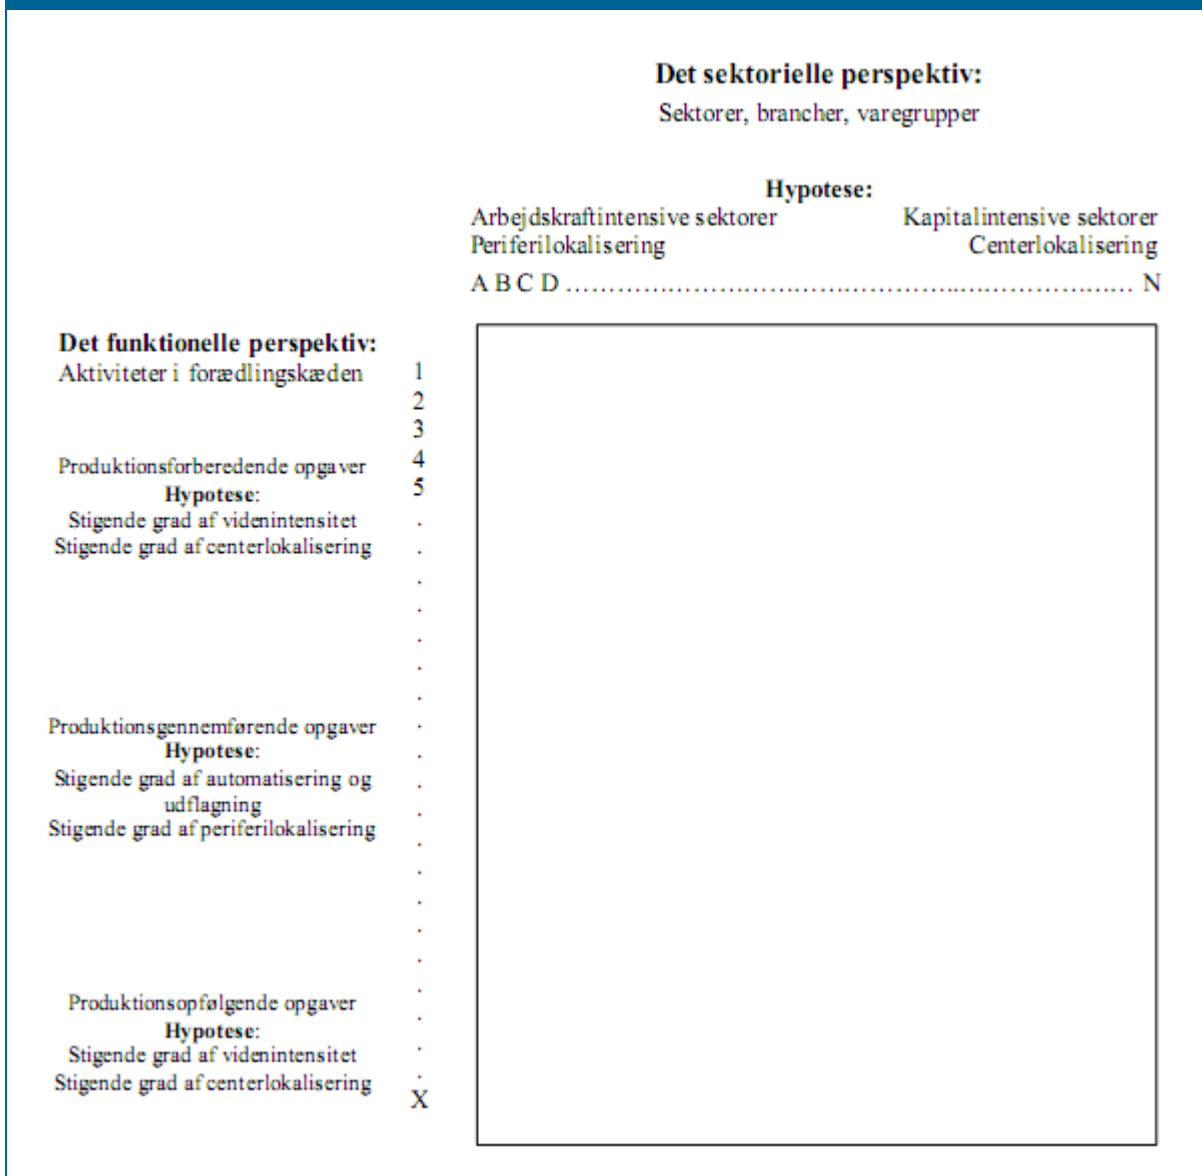 Det sektorielle perspektiv:
Sektorer, brancher, varegrupper
Hypotese:
Arbejdskraftintensive sektorer Kapitalintensive sektorer
Periferilokalisering Centerlokalisering
A B C D ........................................................ N
Det funktionelle perspektiv:
Aktiviteter i forædlingskæden 1
2
3
Produktionsforberedende opgaver 4
Hypotese: 5
Stigende grad af videnintensitet .
Stigende grad af centerlokalisering .
.
.
.
.
.
Produktionsgennemførende opgaver .
Hypotese: .
Stigende grad af automatisering og .
udflagning .
Stigende grad af periferilokalisering .
.
.
.
.
Produktionsopfølgende opgaver .
Hypotese: .
Stigende grad af videnintensitet .
Stigende grad af centerlokalisering .
X